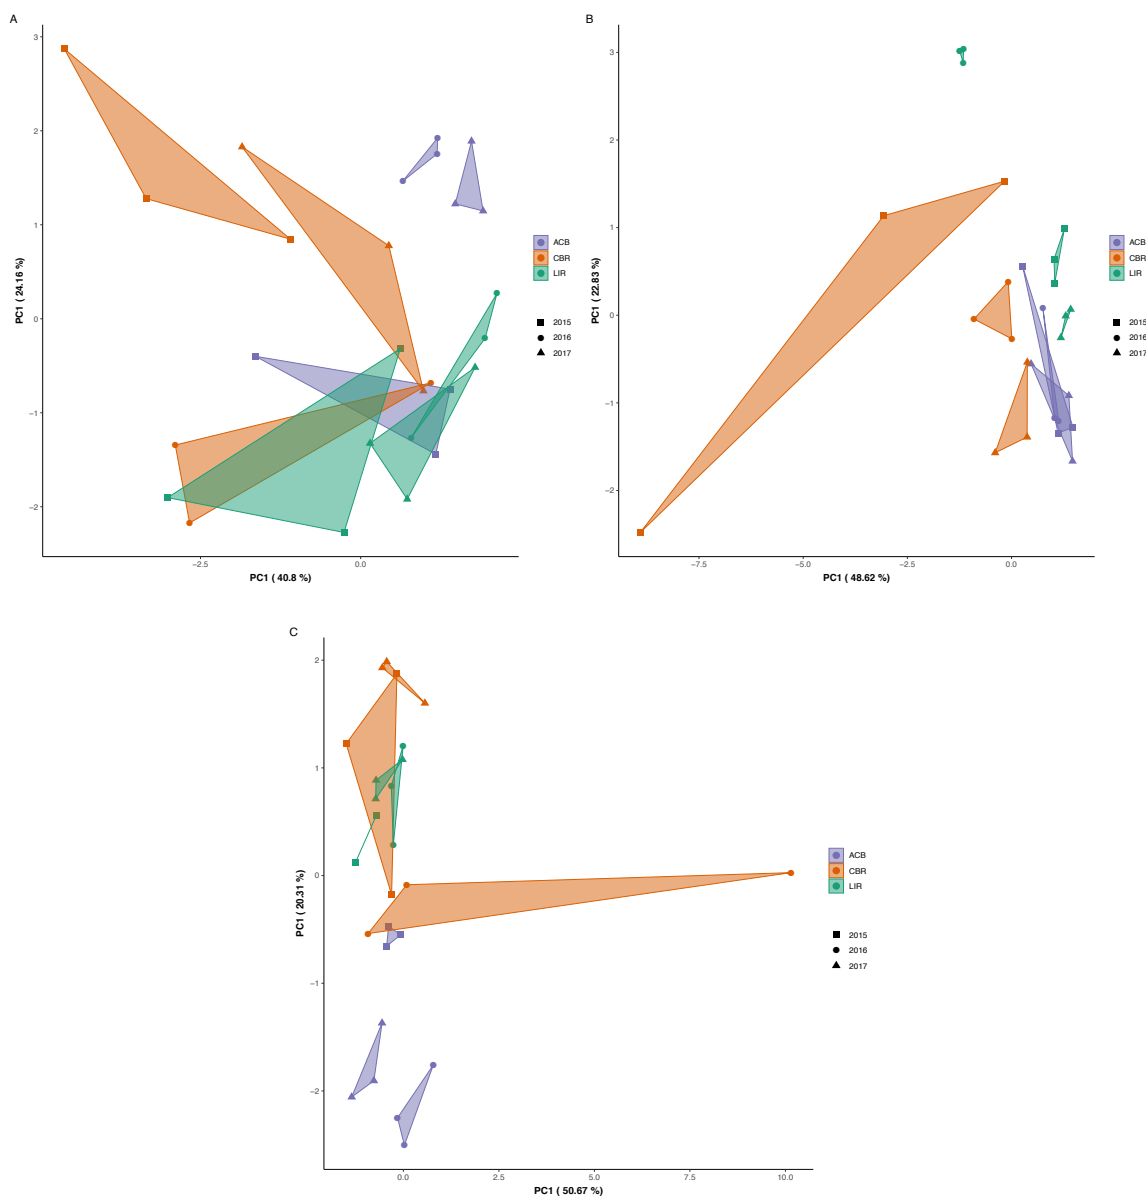 A
3
2
1
0
−1
−2
PC1 ( 24.16 %)
−2.5
0.0
PC1 ( 40.8 %)
ACB
CBR
LIR
2015
2016
2017
B
3
2
1
0
−1
−2
PC1 ( 22.83 %)
−7.5
−5.0
−2.5
0.0
PC1 ( 48.62 %)
ACB
CBR
LIR
2015
2016
2017
C
2
1
0
−1
−2
PC1 ( 20.31 %)
0.0
2.5
5.0
7.5
10.0
PC1 ( 50.67 %)
ACB
CBR
LIR
2015
2016
2017